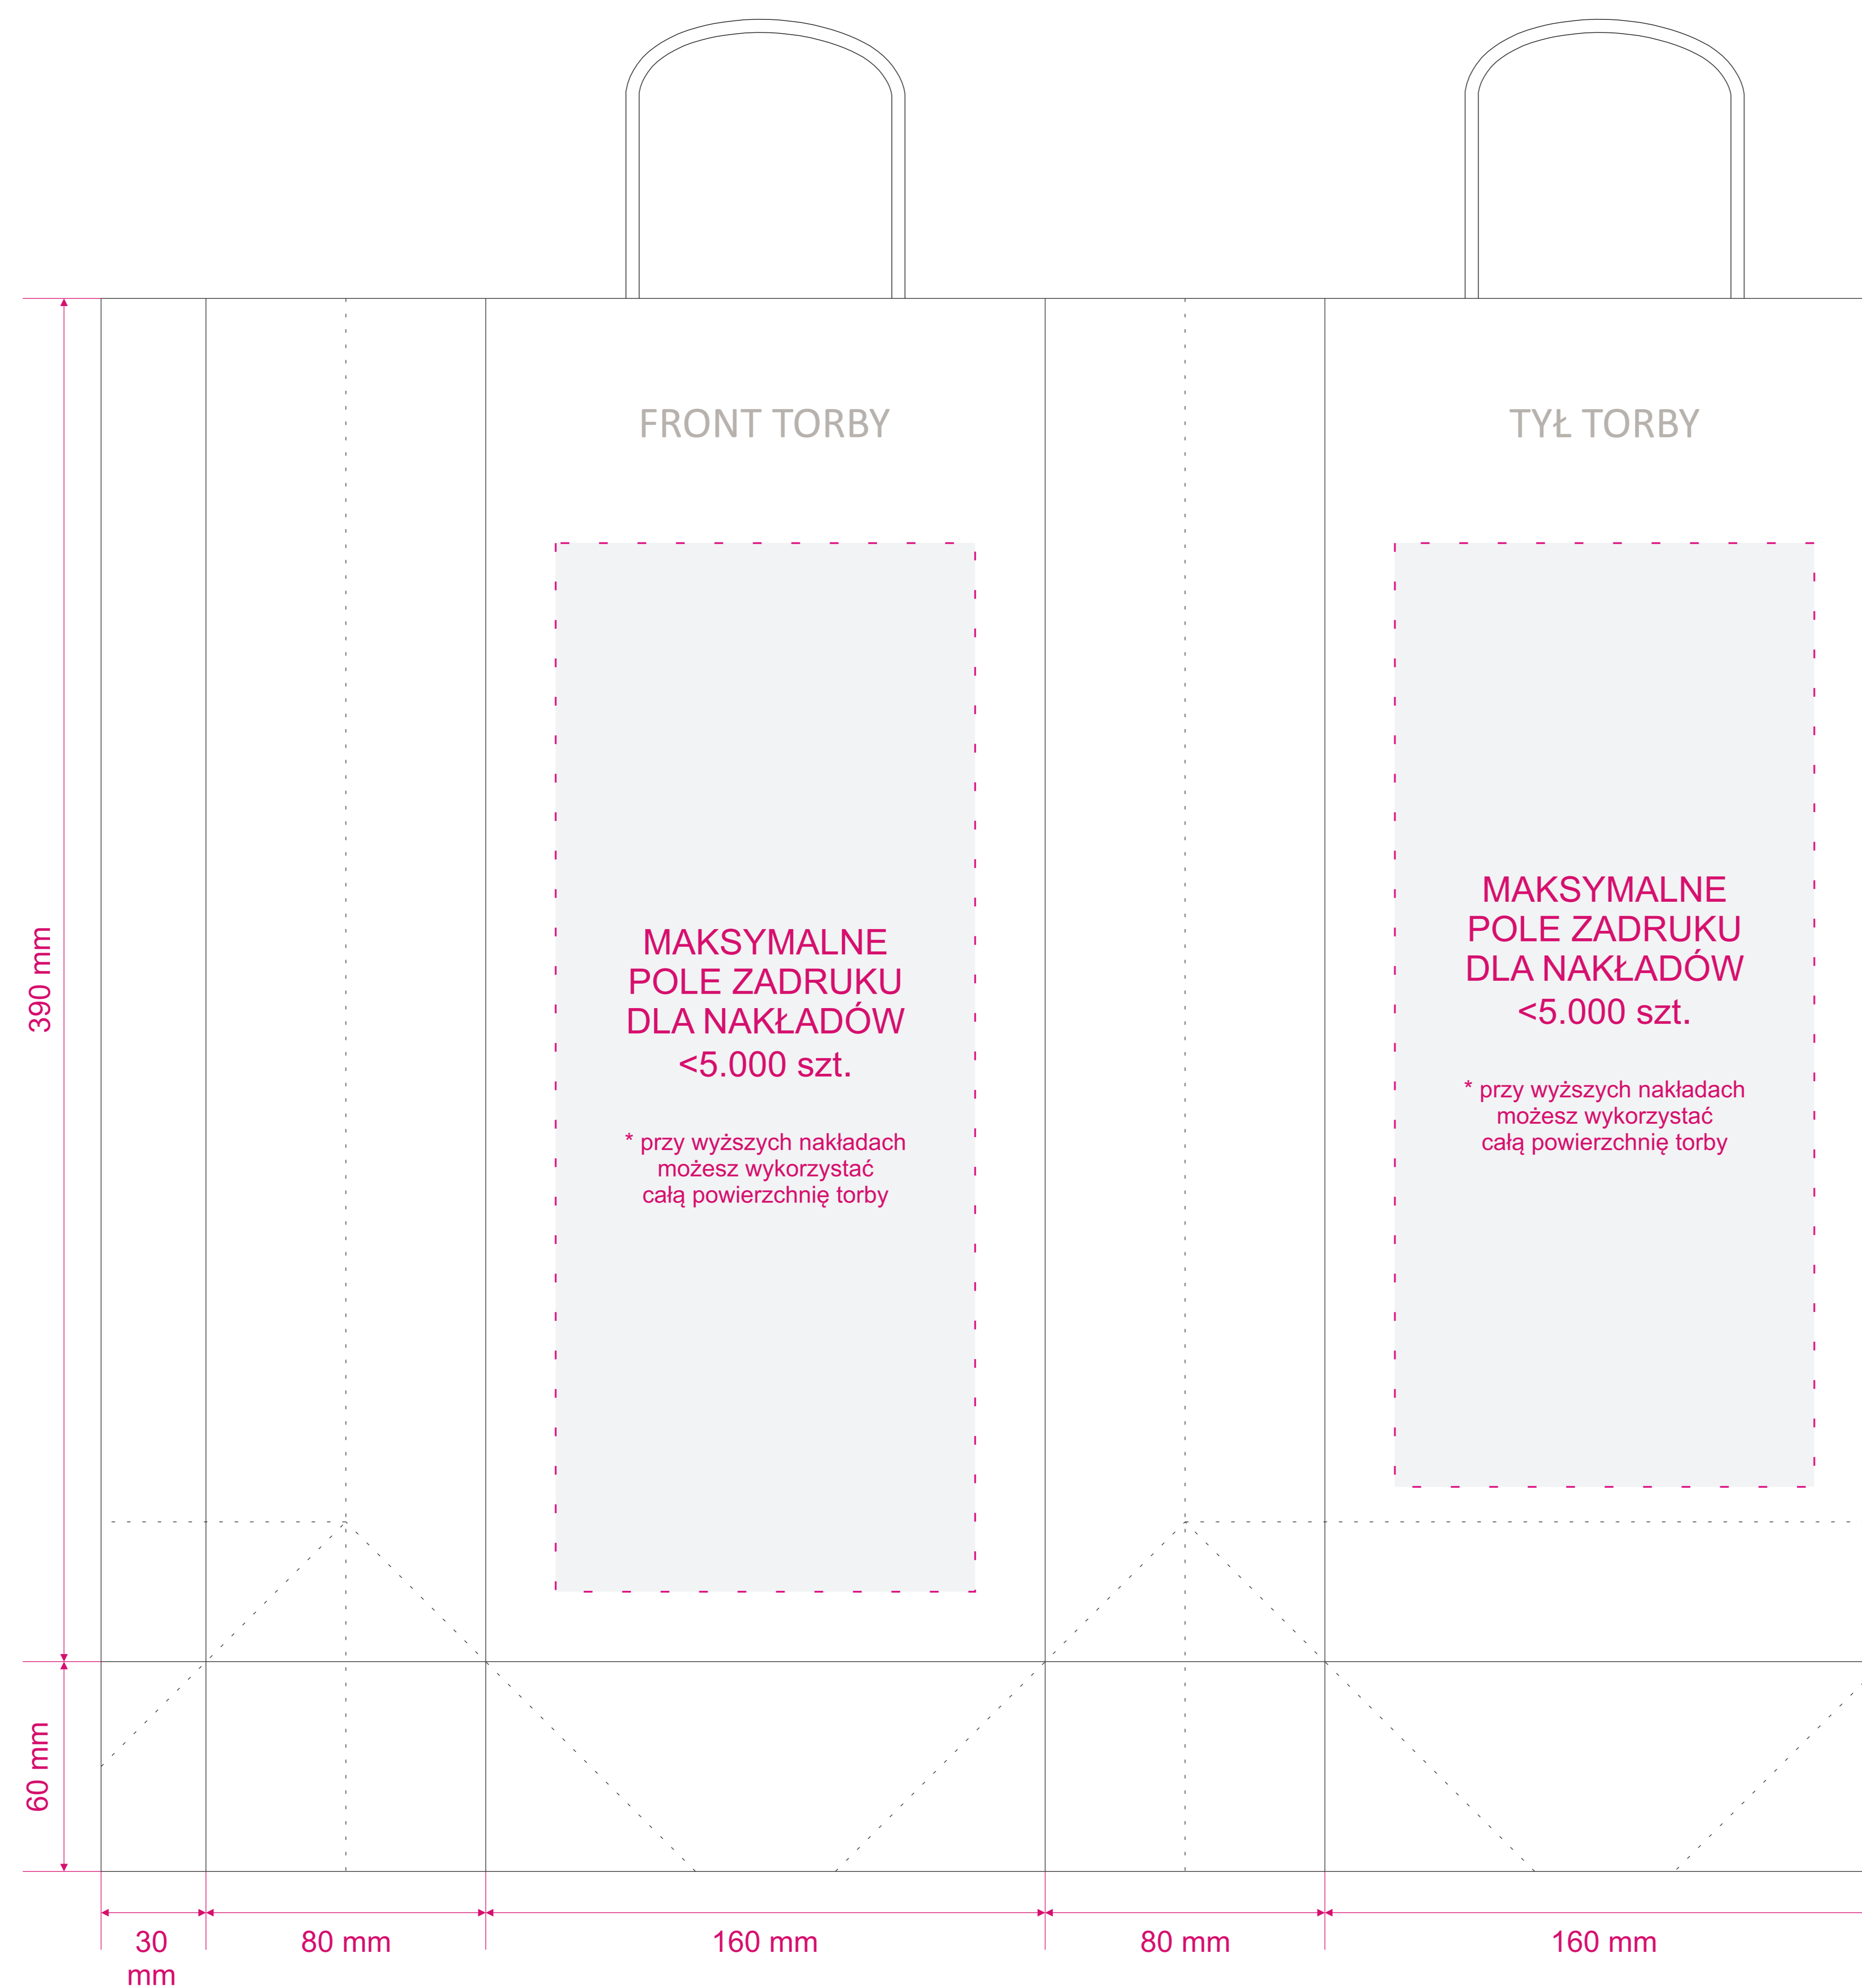 FRONT TORBY
TYŁ TORBY
MAKSYMALNE
POLE ZADRUKU
DLA NAKŁADÓW
<5.000 szt.
* przy wyższych nakładach
możesz wykorzystać
całą powierzchnię torby
MAKSYMALNE
POLE ZADRUKU
DLA NAKŁADÓW
<5.000 szt.
* przy wyższych nakładach
możesz wykorzystać
całą powierzchnię torby
390 mm
60 mm
30
mm
80 mm
160 mm
80 mm
160 mm